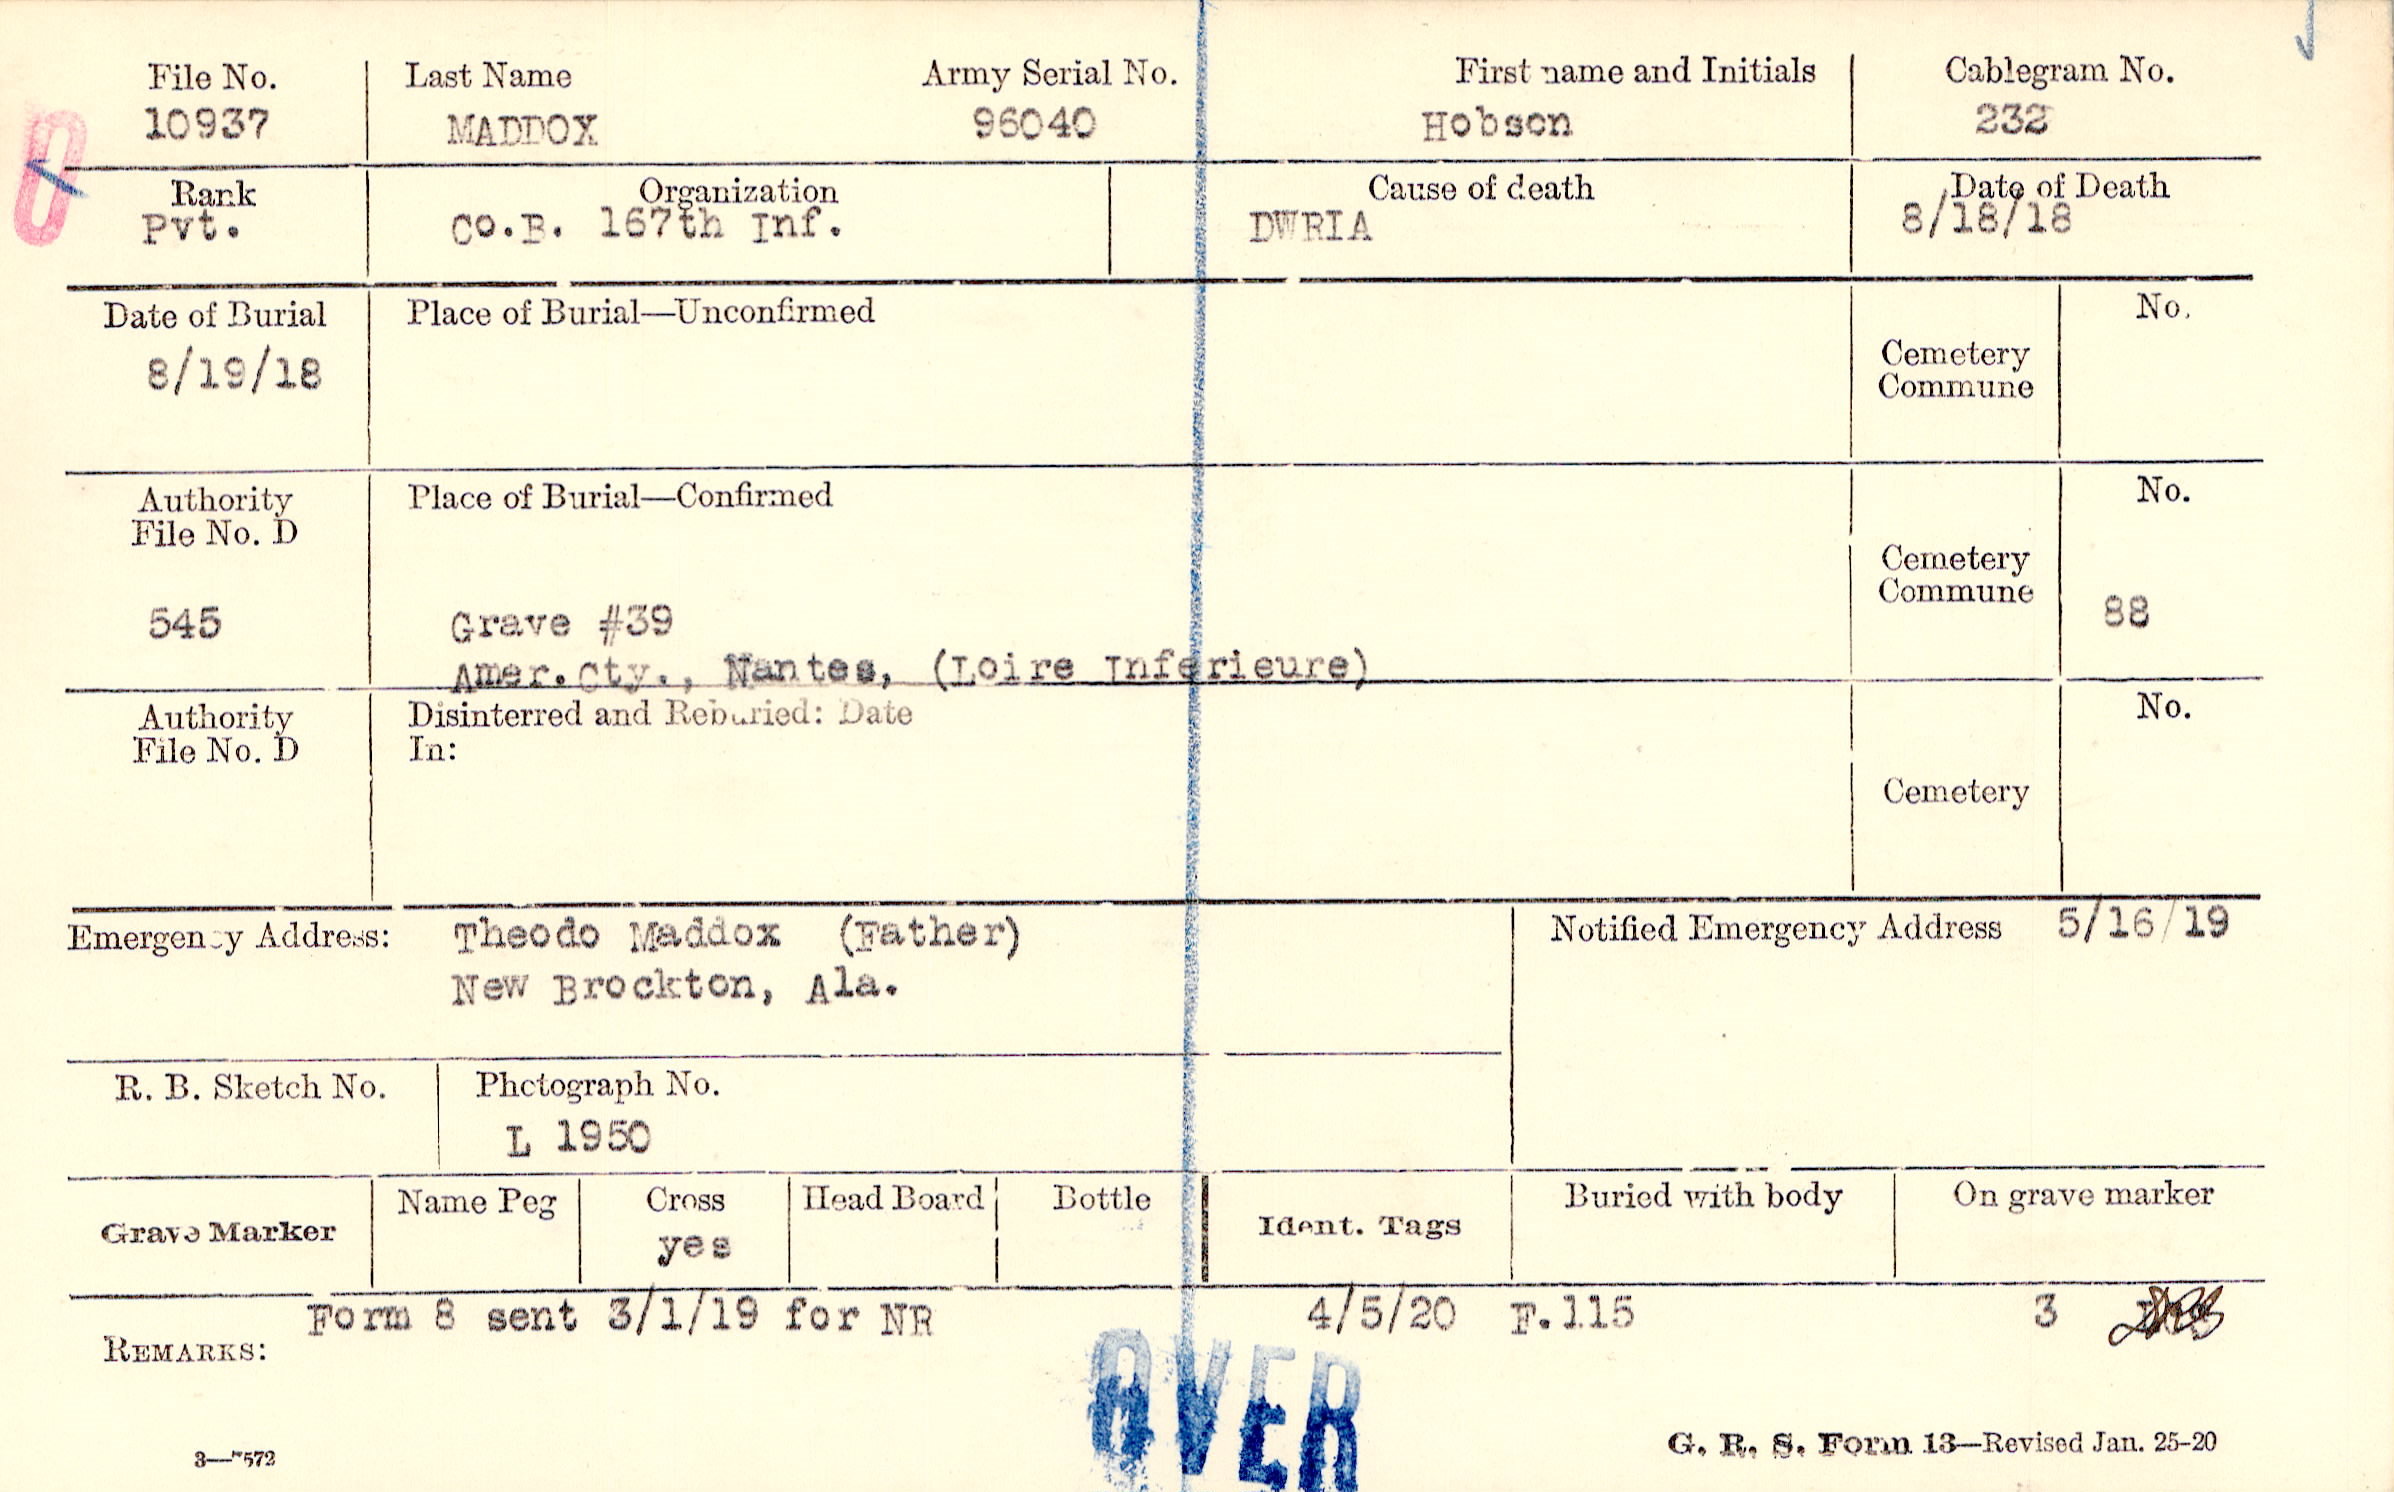 File No. Last Name Army Serial No. First name and Initials Cablegram No.
10937 MADDOX 96040 Hobson 232
Rank Organization Cause of death Date of Death
Pvt. Co.B. 167th Inf. DWRIA 8/18/18
Date of Burial Place of Burial—Unconfirmed No.
8/19/18
Cemetery
Commune
Authority Place of Burial—Confirmed No.
File No. D
Cemetery
Commune
545 Grave #39 88
Amer.Cty., Nantes, (Loire Inferieure)
Authority Disinterred and Reburied: Date No.
File No. D In:
Cemetery
Emergency Address: Theodo Maddox (Father) Notified Emergency Address 5/16/19
New Brockton, Ala.
R. B. Sketch No. Photograph No.
L 1950
Grave Marker Name Peg Cross Head Board Bottle Ident. Tags Buried with body On grave marker
yes
Form 8 sent 3/1/19 for NR 4/5/20 F.115 3
REMARKS:
OVER
3—7572 G. R. S. Form 13—Revised Jan. 25-20